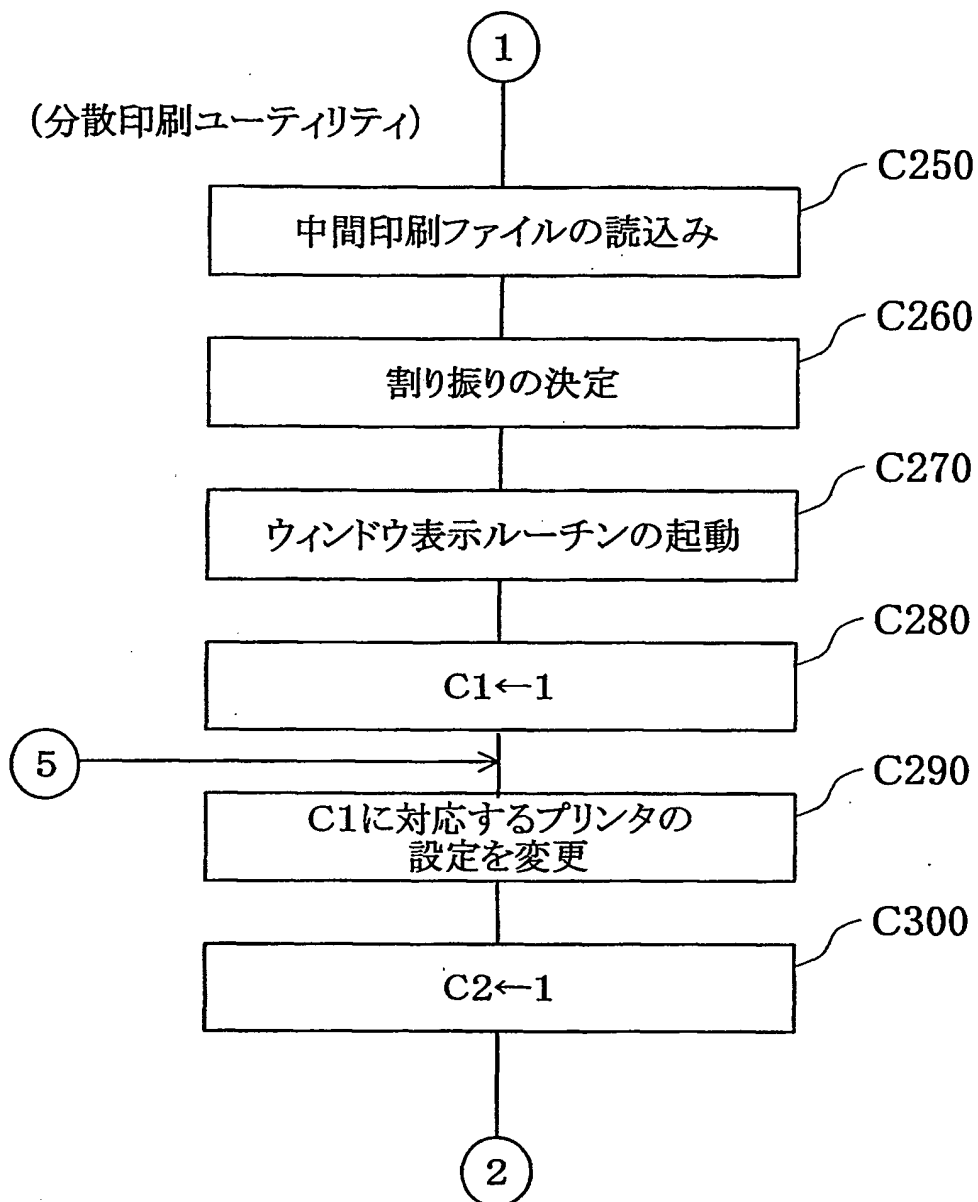 1
(分散印刷ユーティリティ)
C250
中間印刷ファイルの読込み
C260
割り振りの決定
C270
ウィンドウ表示ルーチンの起動
C280
C1←1
5
C290
C1に対応するプリンタの
設定を変更
C300
C2←1
2